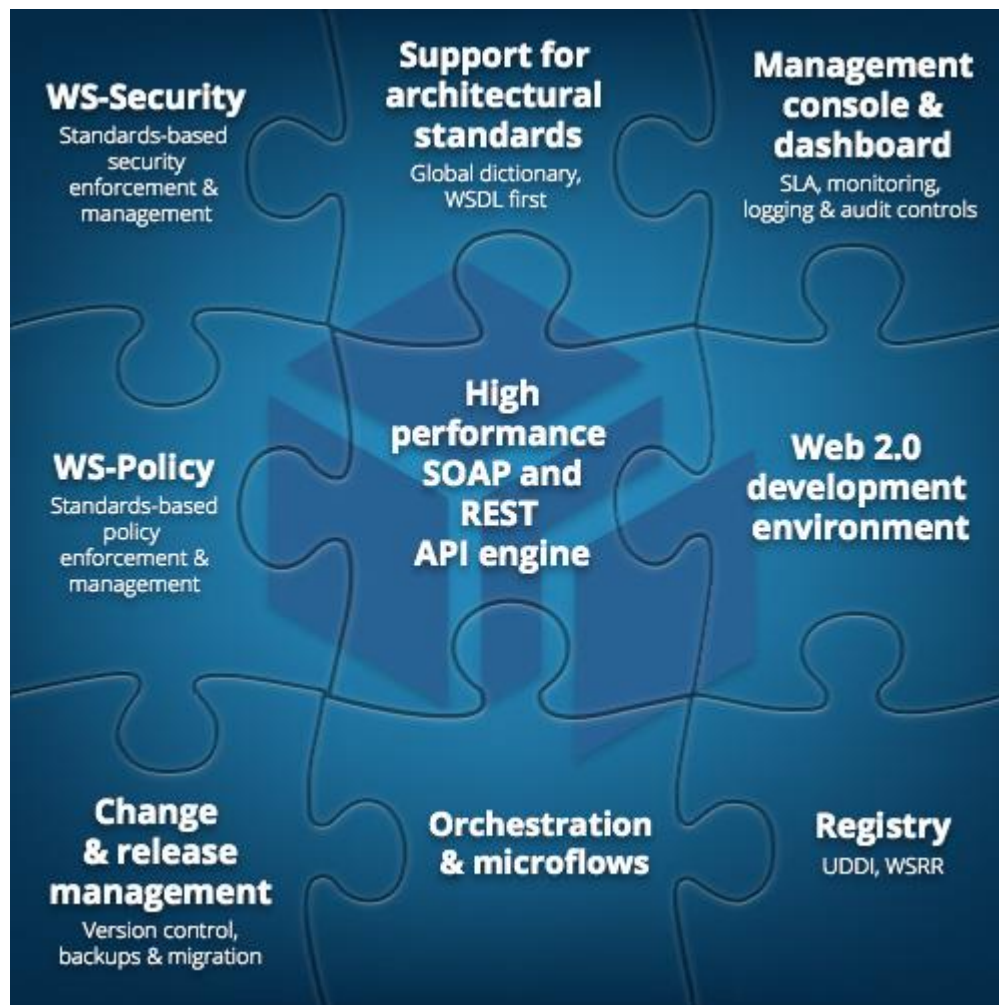 WS-Security
Standards-based
security
enforcement &
management
Support for
architectural
standards
Global dictionary,
WSDL first
Management
console &
dashboard
SLA, monitoring,
logging & audit controls
WS-Policy
Standards-based
policy
enforcement &
management
High
performance
SOAP and
REST
API engine
Web 2.0
development
environment
Change
& release
management
Version control,
backups & migration
Orchestration
& microflows
Registry
UDDI, WSRR